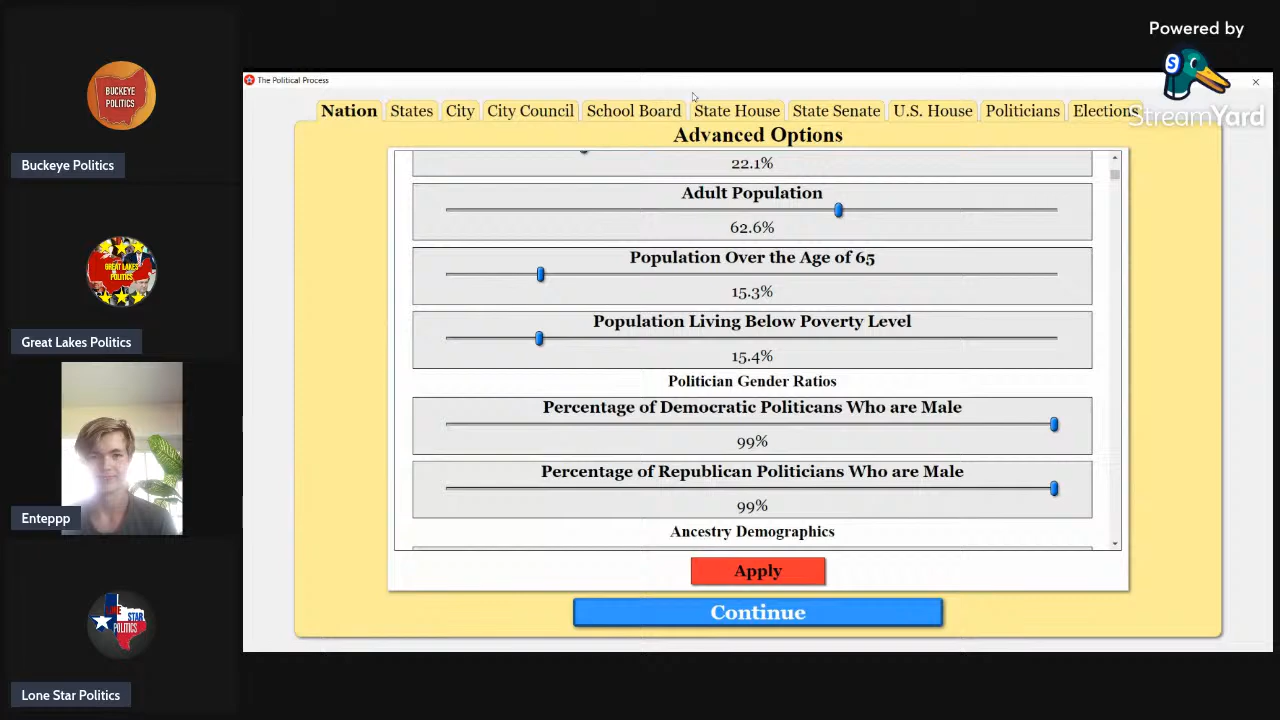 Powered by
S
StreamYard
BUCKEYE
POLITICS
Buckeye Politics
GREAT LAKES
POLITICS
Great Lakes Politics
Enteppp
LONE
STAR
POLITICS
Lone Star Politics
The Political Process
Nation States City City Council School Board State House State Senate U.S. House Politicians Elections
Advanced Options
22.1%
Adult Population
62.6%
Population Over the Age of 65
15.3%
Population Living Below Poverty Level
15.4%
Politician Gender Ratios
Percentage of Democratic Politicans Who are Male
99%
Percentage of Republican Politicians Who are Male
99%
Ancestry Demographics
Apply
Continue